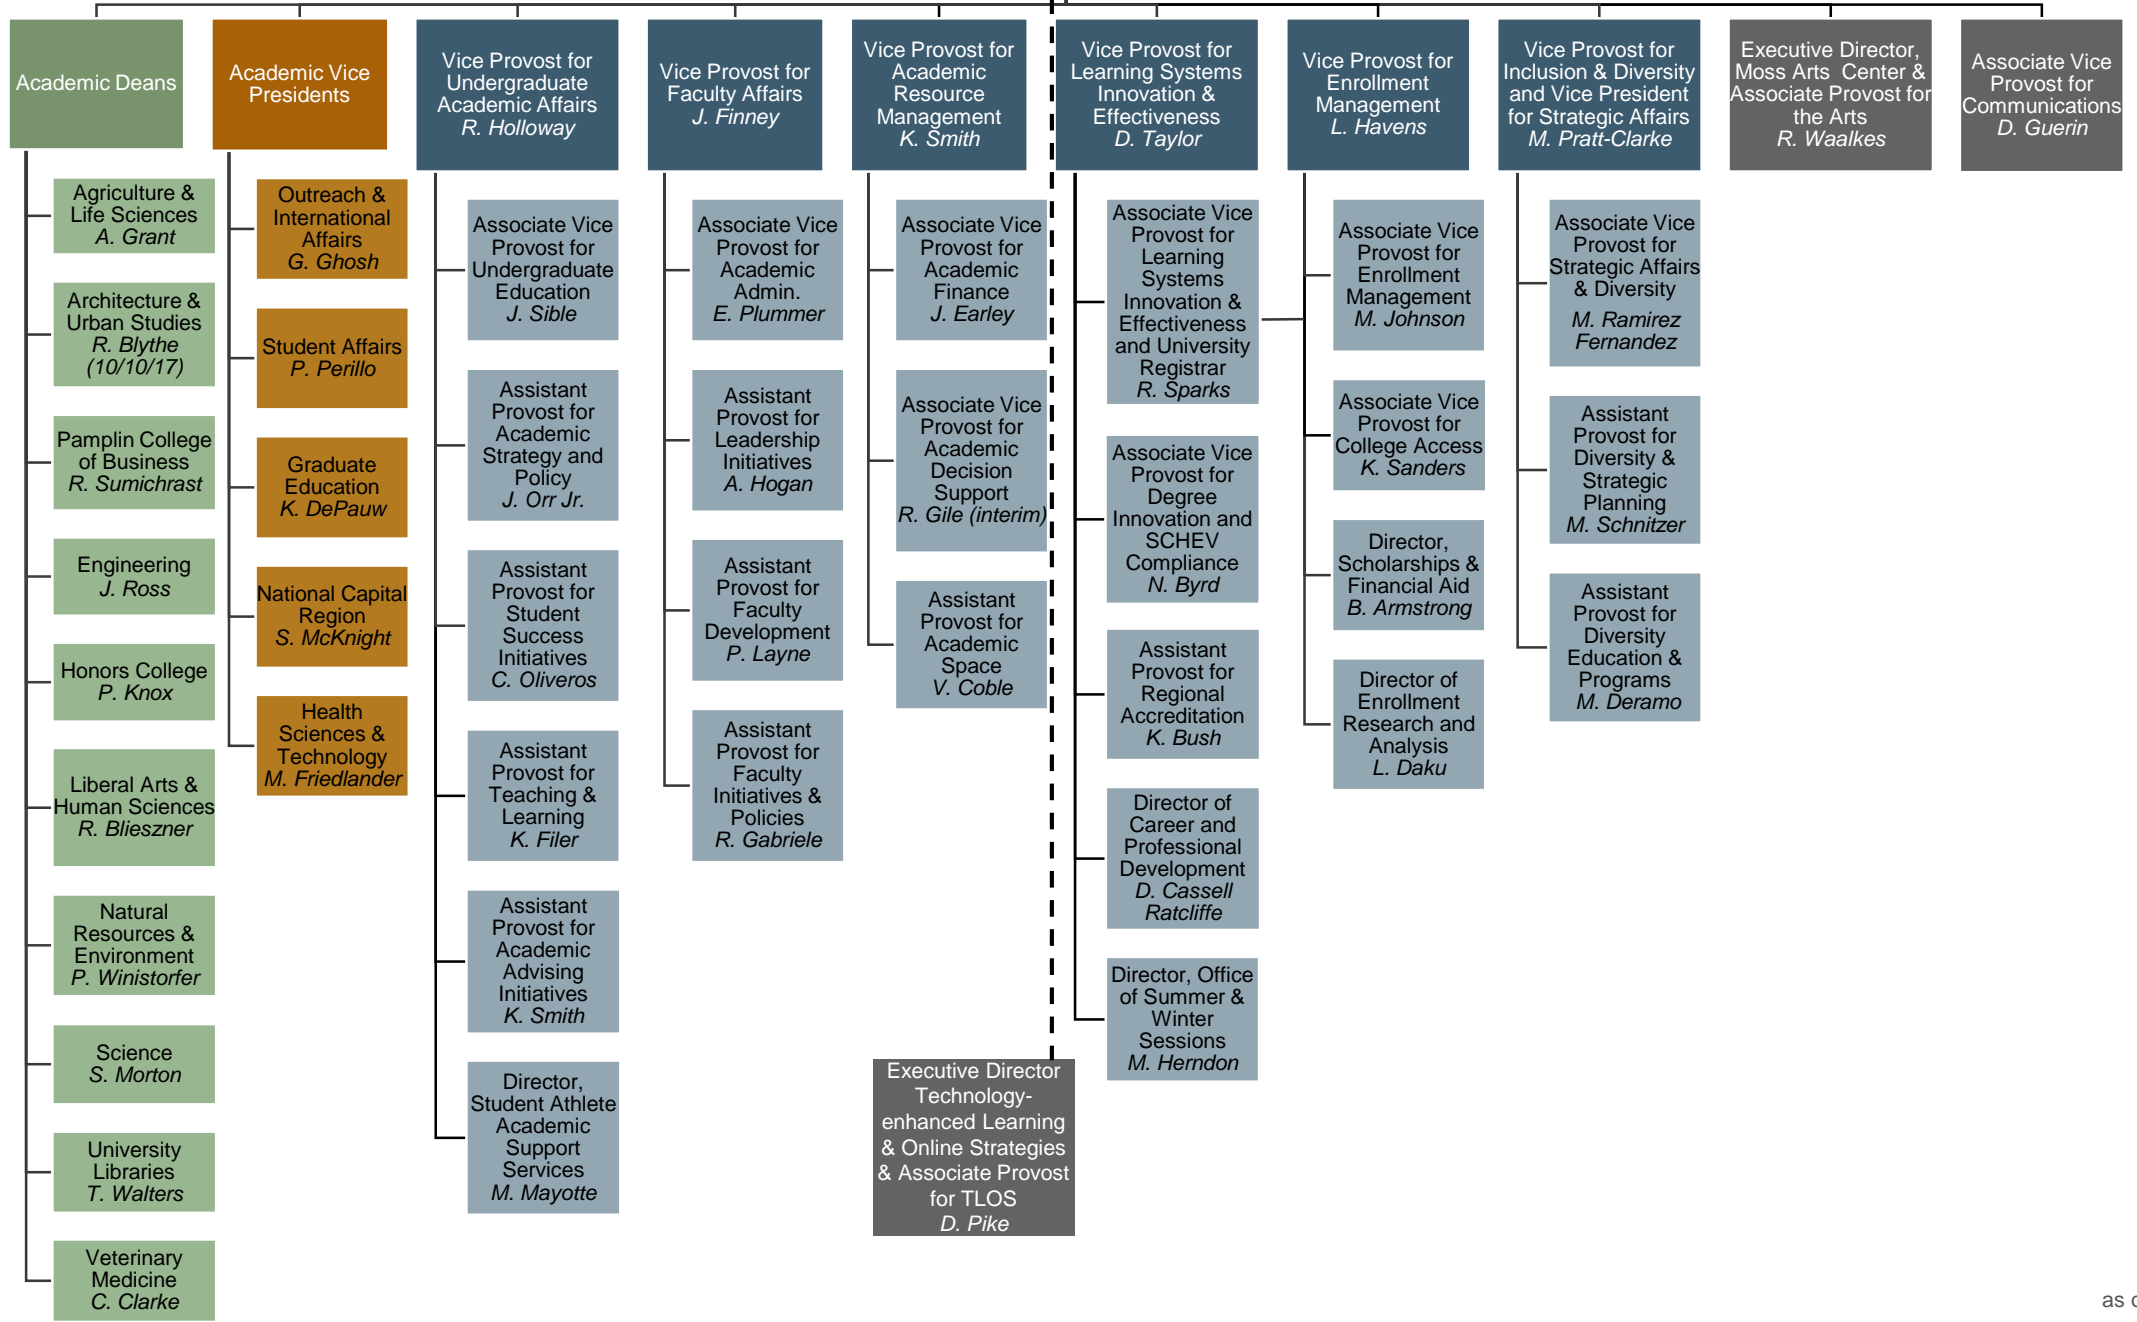 Academic Deans
Agriculture &
Life Sciences
A. Grant
Architecture &
Urban Studies
R. Blythe
(10/10/17)
Pamplin College
of Business
R. Sumichrast
Engineering
J. Ross
Honors College
P. Knox
Liberal Arts &
Human Sciences
R. Blieszner
Natural
Resources &
Environment
P. Winistorfer
Science
S. Morton
University
Libraries
T. Walters
Veterinary
Medicine
C. Clarke
Academic Vice
Presidents
Outreach &
International
Affairs
G. Ghosh
Student Affairs
P. Perillo
Graduate
Education
K. DePauw
National Capital
Region
S. McKnight
Health
Sciences &
Technology
M. Friedlander
Vice Provost for
Undergraduate
Academic Affairs
R. Holloway
Associate Vice
Provost for
Undergraduate
Education
J. Sible
Assistant
Provost for
Academic
Strategy and
Policy
J. Orr Jr.
Assistant
Provost for
Student
Success
Initiatives
C. Oliveros
Assistant
Provost for
Teaching &
Learning
K. Filer
Assistant
Provost for
Academic
Advising
Initiatives
K. Smith
Director,
Student Athlete
Academic
Support
Services
M. Mayotte
Vice Provost for
Faculty Affairs
J. Finney
Associate Vice
Provost for
Academic
Admin.
E. Plummer
Assistant
Provost for
Leadership
Initiatives
A. Hogan
Assistant
Provost for
Faculty
Development
P. Layne
Assistant
Provost for
Faculty
Initiatives &
Policies
R. Gabriele
Vice Provost for
Academic
Resource
Management
K. Smith
Associate Vice
Provost for
Academic
Finance
J. Earley
Associate Vice
Provost for
Academic
Decision
Support
R. Gile (interim)
Assistant
Provost for
Academic
Space
V. Coble
Executive Director
Technology-
enhanced Learning
& Online Strategies
& Associate Provost
for TLOS
D. Pike
Vice Provost for
Learning Systems
Innovation &
Effectiveness
D. Taylor
Associate Vice
Provost for
Learning
Systems
Innovation &
Effectiveness
and University
Registrar
R. Sparks
Associate Vice
Provost for
Degree
Innovation and
SCHEV
Compliance
N. Byrd
Assistant
Provost for
Regional
Accreditation
K. Bush
Director of
Career and
Professional
Development
D. Cassell
Ratcliffe
Director, Office
of Summer &
Winter
Sessions
M. Herndon
Vice Provost for
Enrollment
Management
L. Havens
Associate Vice
Provost for
Enrollment
Management
M. Johnson
Associate Vice
Provost for
College Access
K. Sanders
Director,
Scholarships &
Financial Aid
B. Armstrong
Director of
Enrollment
Research and
Analysis
L. Daku
Vice Provost for
Inclusion & Diversity
and Vice President
for Strategic Affairs
M. Pratt-Clarke
Associate Vice
Provost for
Strategic Affairs
& Diversity
M. Ramirez
Fernandez
Assistant
Provost for
Diversity &
Strategic
Planning
M. Schnitzer
Assistant
Provost for
Diversity
Education &
Programs
M. Deramo
Executive Director,
Moss Arts Center &
Associate Provost for
the Arts
R. Waalkes
Associate Vice
Provost for
Communications
D. Guerin
as